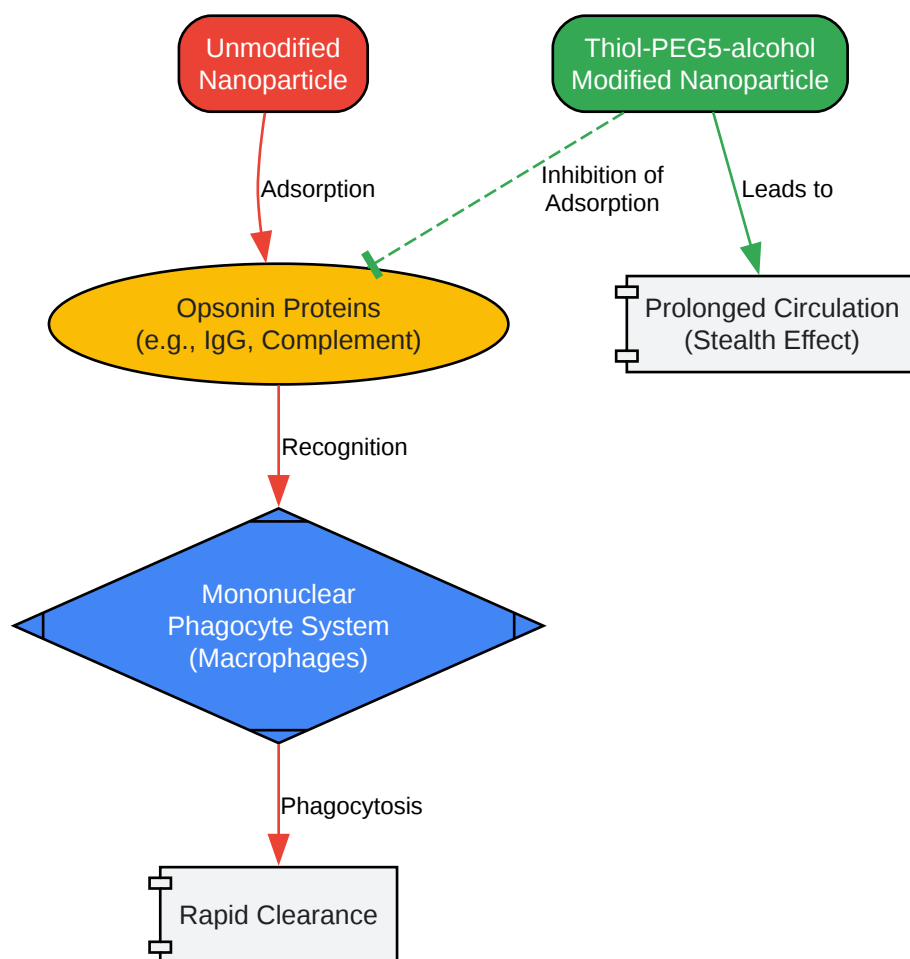 Unmodified
Nanoparticle
Thiol-PEG5-alcohol
Modified Nanoparticle
Adsorption
Inhibition of
Adsorption
Leads to
Opsonin Proteins
(e.g., IgG, Complement)
Prolonged Circulation
(Stealth Effect)
Recognition
Mononuclear
Phagocyte System
(Macrophages)
Phagocytosis
Rapid Clearance